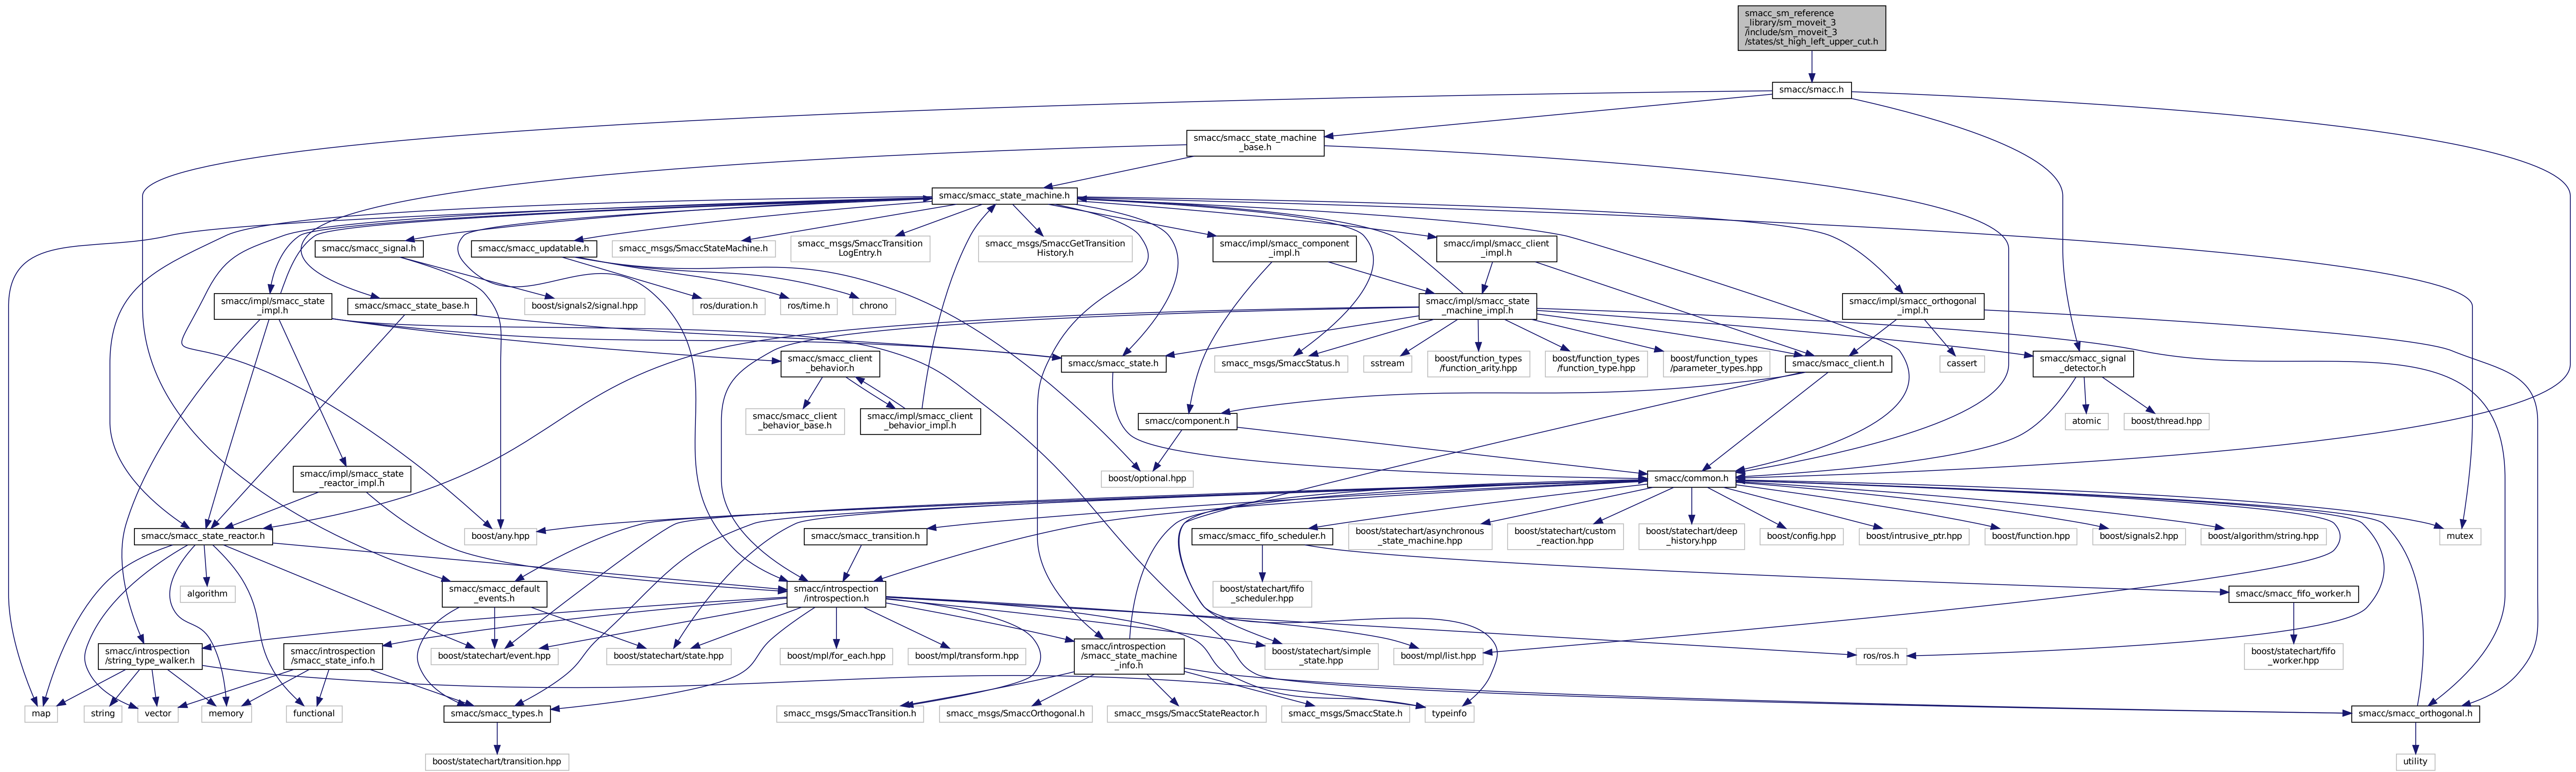 smacc_sm_reference
_library/sm_moveit_3
/include/sm_moveit_3
/states/st_high_left_upper_cut.h
smacc/smacc.h
smacc/smacc_state_machine
_base.h
smacc/smacc_state_machine.h
smacc/smacc_signal.h
smacc/smacc_updatable.h
smacc_msgs/SmaccStateMachine.h
smacc_msgs/SmaccTransition
LogEntry.h
smacc_msgs/SmaccGetTransition
History.h
smacc/impl/smacc_component
_impl.h
smacc/impl/smacc_client
_impl.h
smacc/impl/smacc_state
_impl.h
smacc/smacc_state_base.h
boost/signals2/signal.hpp
ros/duration.h
ros/time.h
chrono
smacc/impl/smacc_state
_machine_impl.h
smacc/impl/smacc_orthogonal
_impl.h
smacc/smacc_client
_behavior.h
smacc/smacc_state.h
smacc_msgs/SmaccStatus.h
sstream
boost/function_types
/function_arity.hpp
boost/function_types
/function_type.hpp
boost/function_types
/parameter_types.hpp
smacc/smacc_client.h
cassert
smacc/smacc_signal
_detector.h
smacc/smacc_client
_behavior_base.h
smacc/impl/smacc_client
_behavior_impl.h
smacc/component.h
atomic
boost/thread.hpp
smacc/impl/smacc_state
_reactor_impl.h
boost/optional.hpp
smacc/common.h
smacc/smacc_state_reactor.h
boost/any.hpp
smacc/smacc_transition.h
smacc/smacc_fifo_scheduler.h
boost/statechart/asynchronous
_state_machine.hpp
boost/statechart/custom
_reaction.hpp
boost/statechart/deep
_history.hpp
boost/config.hpp
boost/intrusive_ptr.hpp
boost/function.hpp
boost/signals2.hpp
boost/algorithm/string.hpp
mutex
algorithm
smacc/smacc_default
_events.h
smacc/introspection
/introspection.h
boost/statechart/fifo
_scheduler.hpp
smacc/smacc_fifo_worker.h
smacc/introspection
/string_type_walker.h
smacc/introspection
/smacc_state_info.h
boost/statechart/event.hpp
boost/statechart/state.hpp
boost/mpl/for_each.hpp
boost/mpl/transform.hpp
smacc/introspection
/smacc_state_machine
_info.h
boost/statechart/simple
_state.hpp
boost/mpl/list.hpp
ros/ros.h
boost/statechart/fifo
_worker.hpp
map
string
vector
memory
functional
smacc/smacc_types.h
smacc_msgs/SmaccTransition.h
smacc_msgs/SmaccOrthogonal.h
smacc_msgs/SmaccStateReactor.h
smacc_msgs/SmaccState.h
typeinfo
smacc/smacc_orthogonal.h
boost/statechart/transition.hpp
utility